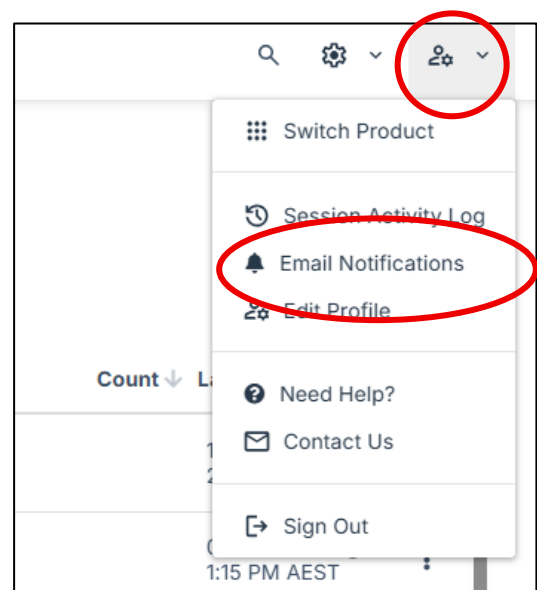 Switch Product
Session Activity Log
Email Notifications
Edit Profile
Count
Need Help?
Contact Us
Sign Out
1:15 PM AEST